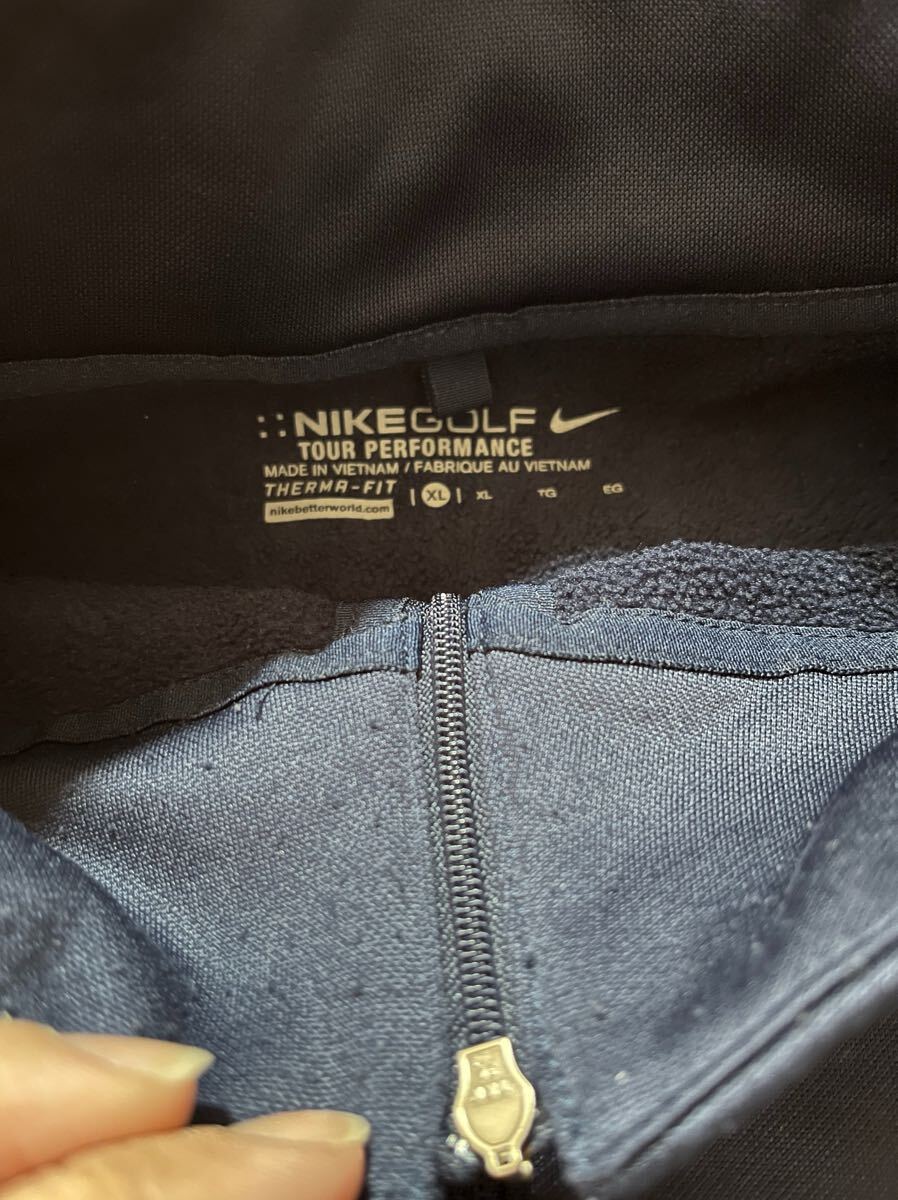 NIKEGOLF
TOUR PERFORMANCE
MADE IN VIETNAM / FABRIQUE AU VIETNAM
THERMA-FIT | XL | XL TG EG
nikebetterworld.com